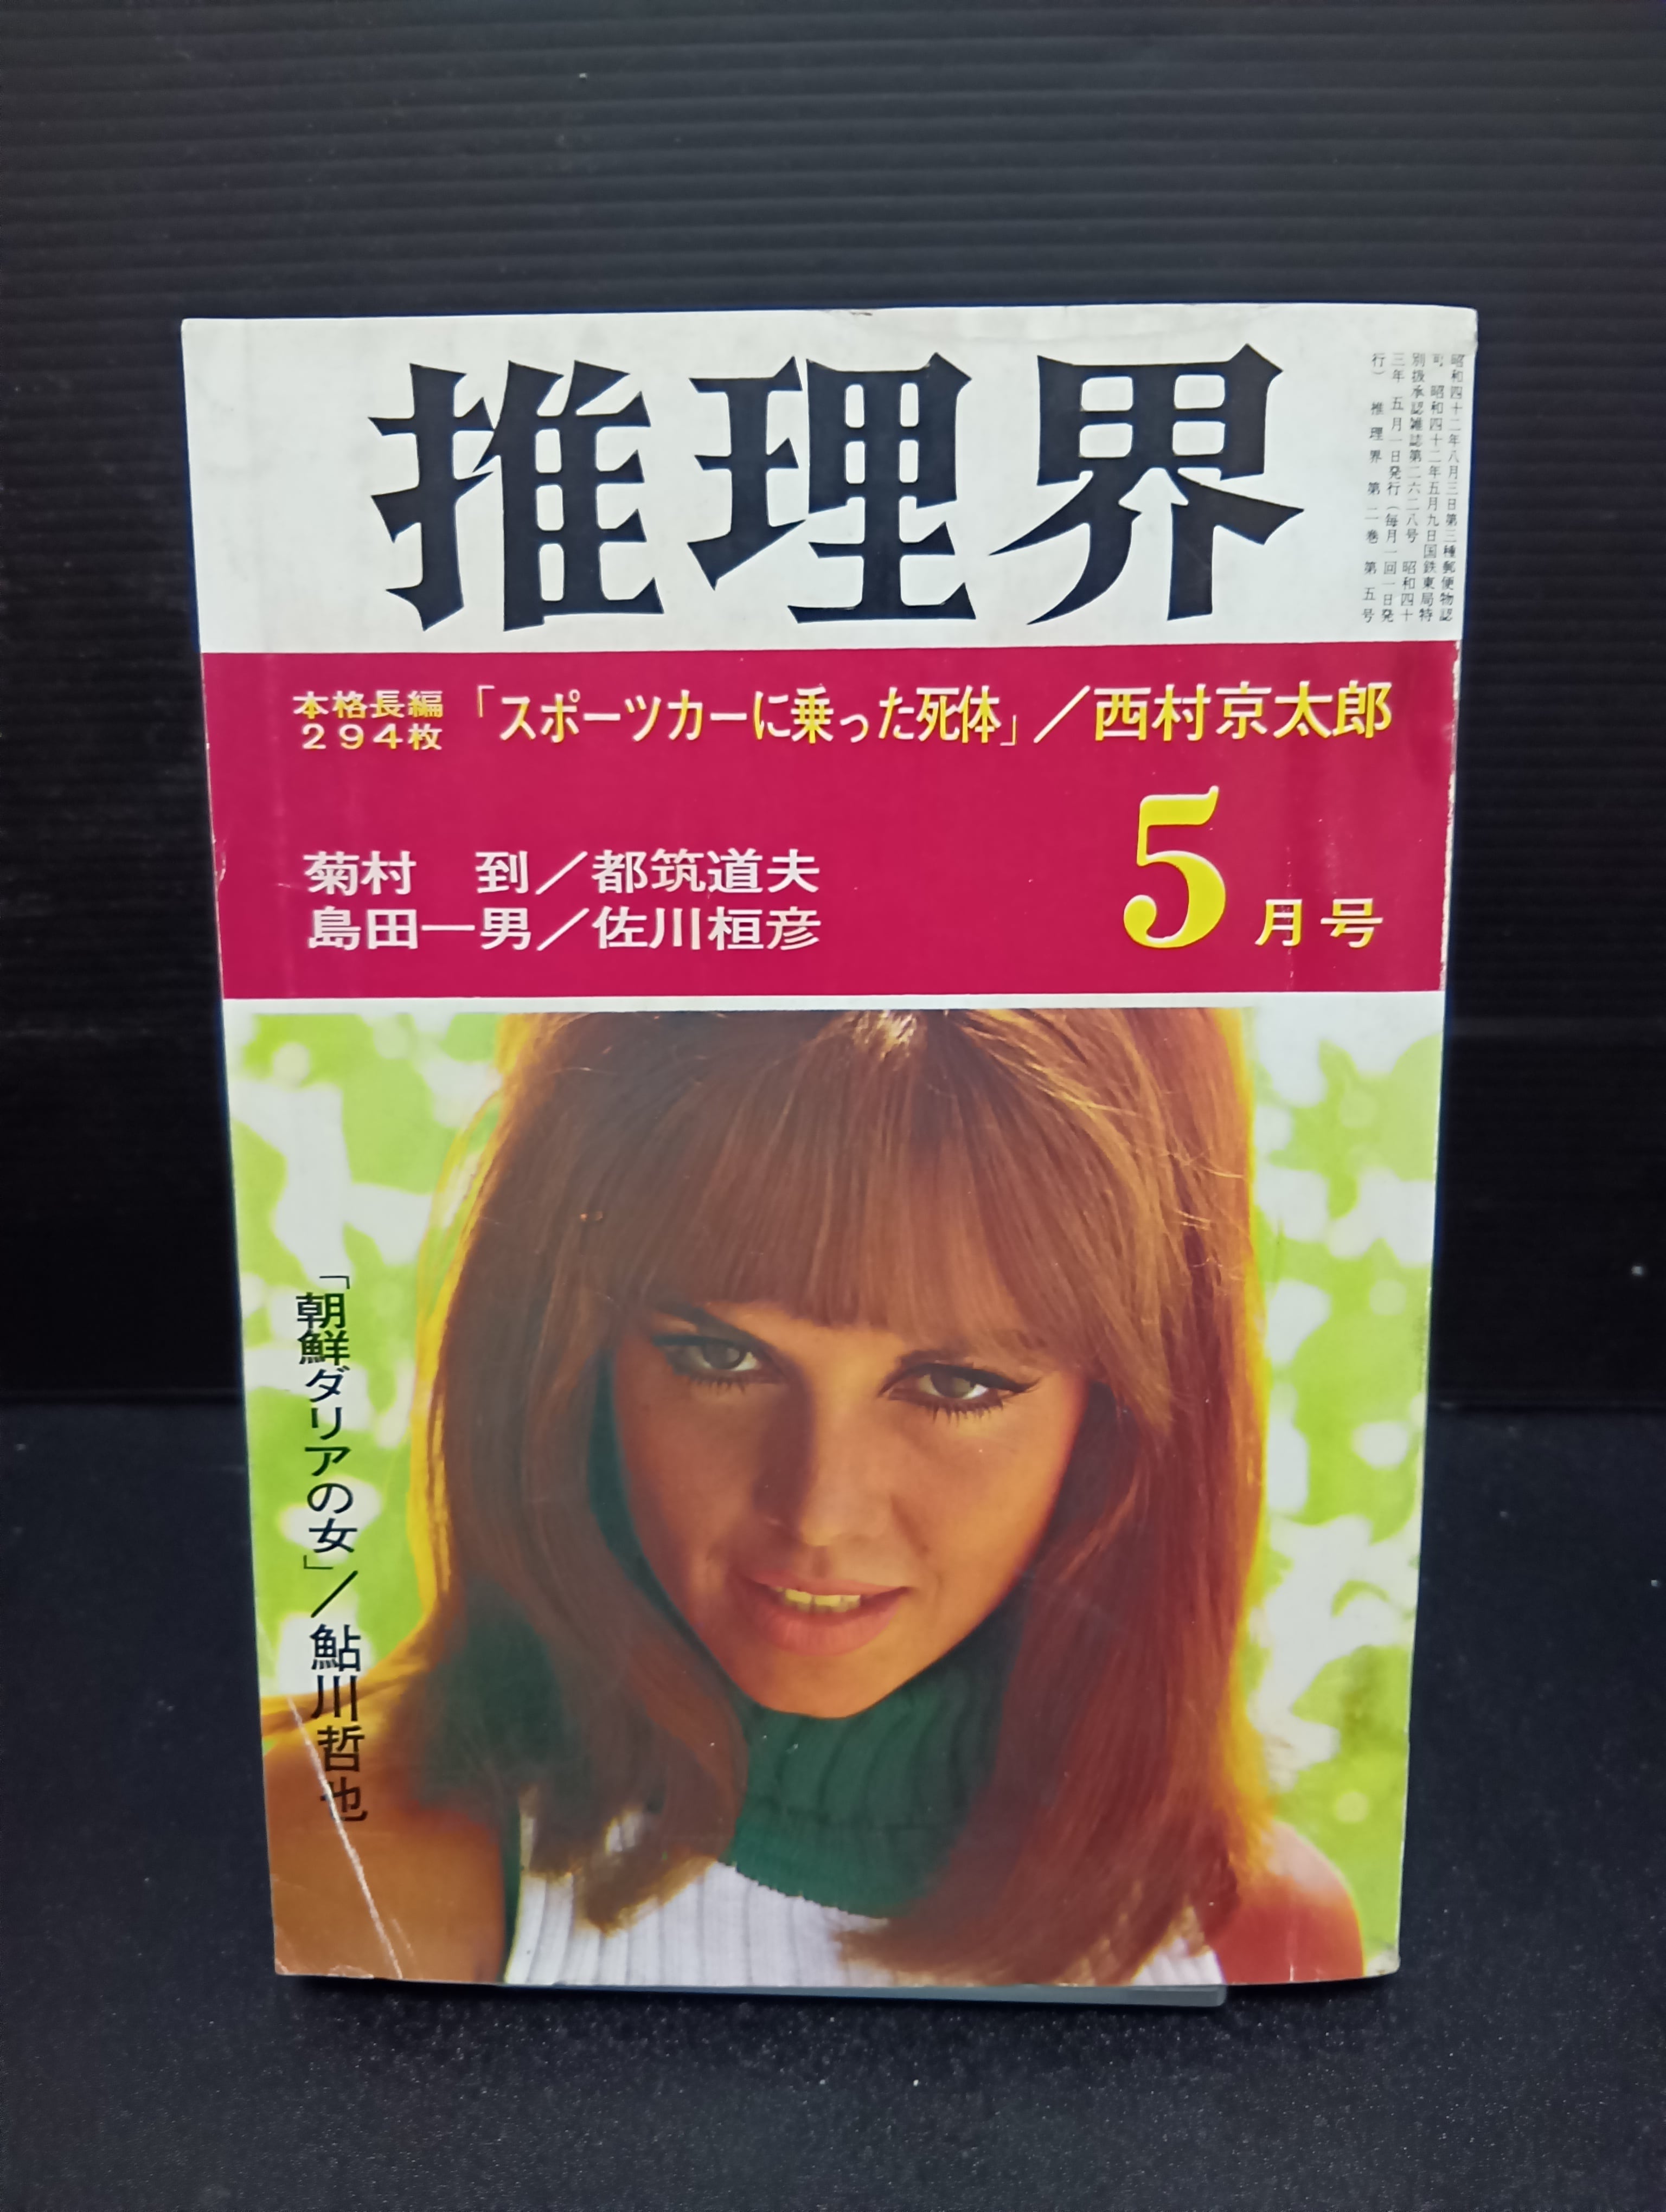 推理界
昭和四十二年八月三日第三種郵便物認
可 昭和四十二年五月九日国鉄東局特
別扱承認雑誌第二六二八号 昭和四十
三年五月一日発行（毎月一回一日発
行） 推理界 第二巻 第五号
本格長編
294枚
「スポーツカーに乗った死体」／西村京太郎
菊村 到／都筑道夫
島田一男／佐川桓彦
5月号
「朝鮮ダリアの女」／鮎川哲也